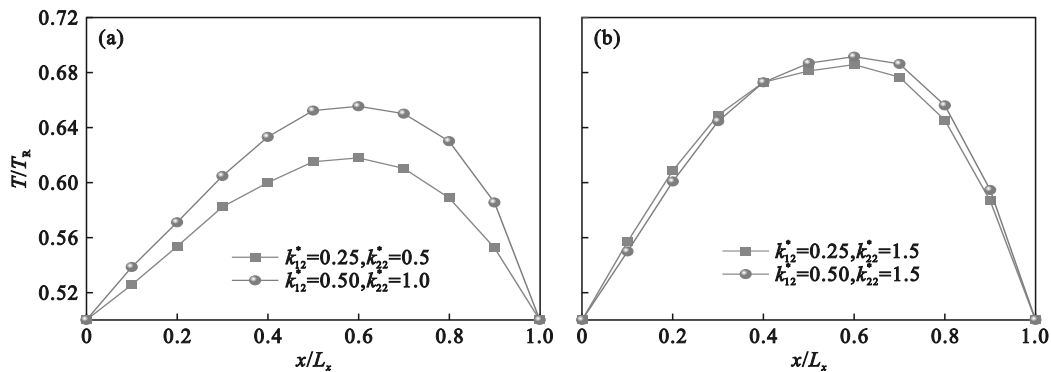 0.72
0.68
0.64
0.60
0.56
0.52
T/T_R
(a)
k*₁₂=0.25,k*₂₂=0.5
k*₁₂=0.50,k*₂₂=1.0
0 0.2 0.4 0.6 0.8 1.0
x/Lₓ
(b)
k*₁₂=0.25,k*₂₂=1.5
k*₁₂=0.50,k*₂₂=1.5
0 0.2 0.4 0.6 0.8 1.0
x/Lₓ